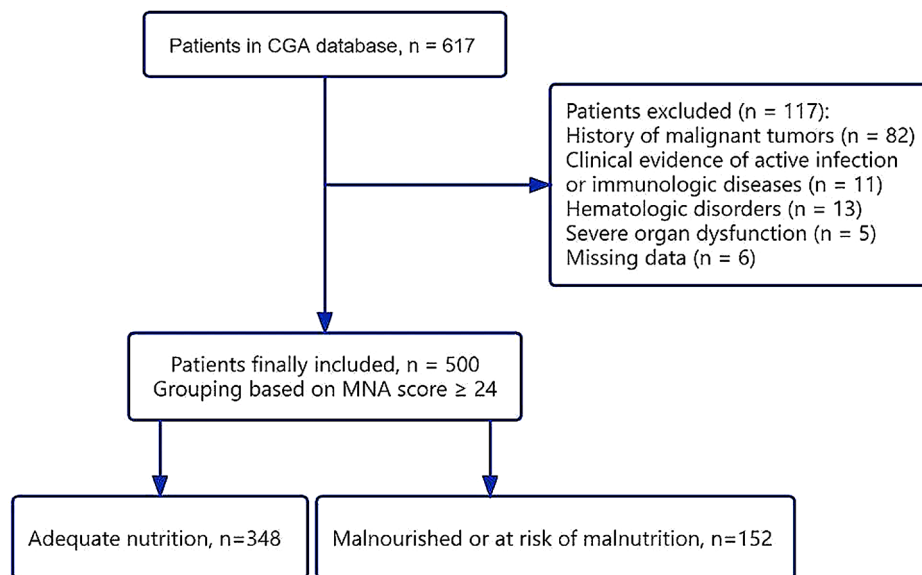 Patients in CGA database, n = 617
Patients excluded (n = 117):
History of malignant tumors (n = 82)
Clinical evidence of active infection
or immunologic diseases (n = 11)
Hematologic disorders (n = 13)
Severe organ dysfunction (n = 5)
Missing data (n = 6)
Patients finally included, n = 500
Grouping based on MNA score ≥ 24
Adequate nutrition, n=348
Malnourished or at risk of malnutrition, n=152